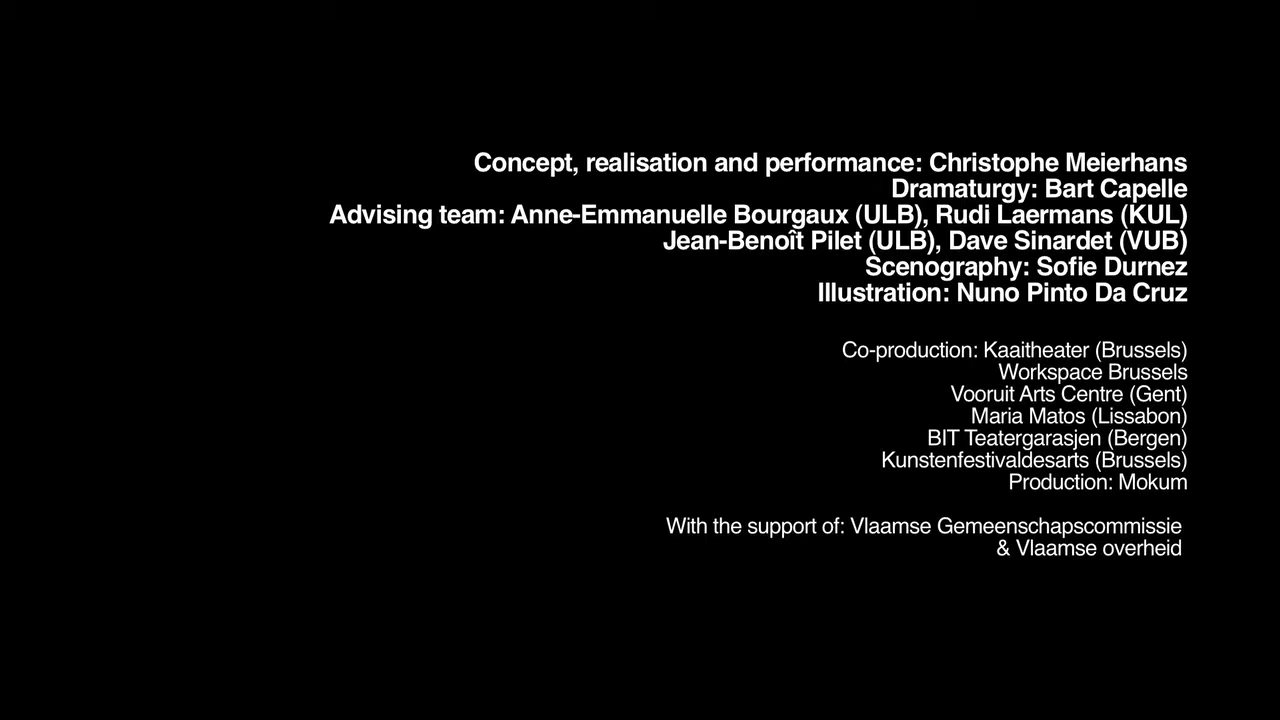 Concept, realisation and performance: Christophe Meierhans
Dramaturgy: Bart Capelle
Advising team: Anne-Emmanuelle Bourgaux (ULB), Rudi Laermans (KUL)
Jean-Benoît Pilet (ULB), Dave Sinardet (VUB)
Scenography: Sofie Durnez
Illustration: Nuno Pinto Da Cruz
Co-production: Kaaitheater (Brussels)
Workspace Brussels
Vooruit Arts Centre (Gent)
Maria Matos (Lissabon)
BIT Teatergarasjen (Bergen)
Kunstenfestivaldesarts (Brussels)
Production: Mokum
With the support of: Vlaamse Gemeenschapscommissie
& Vlaamse overheid